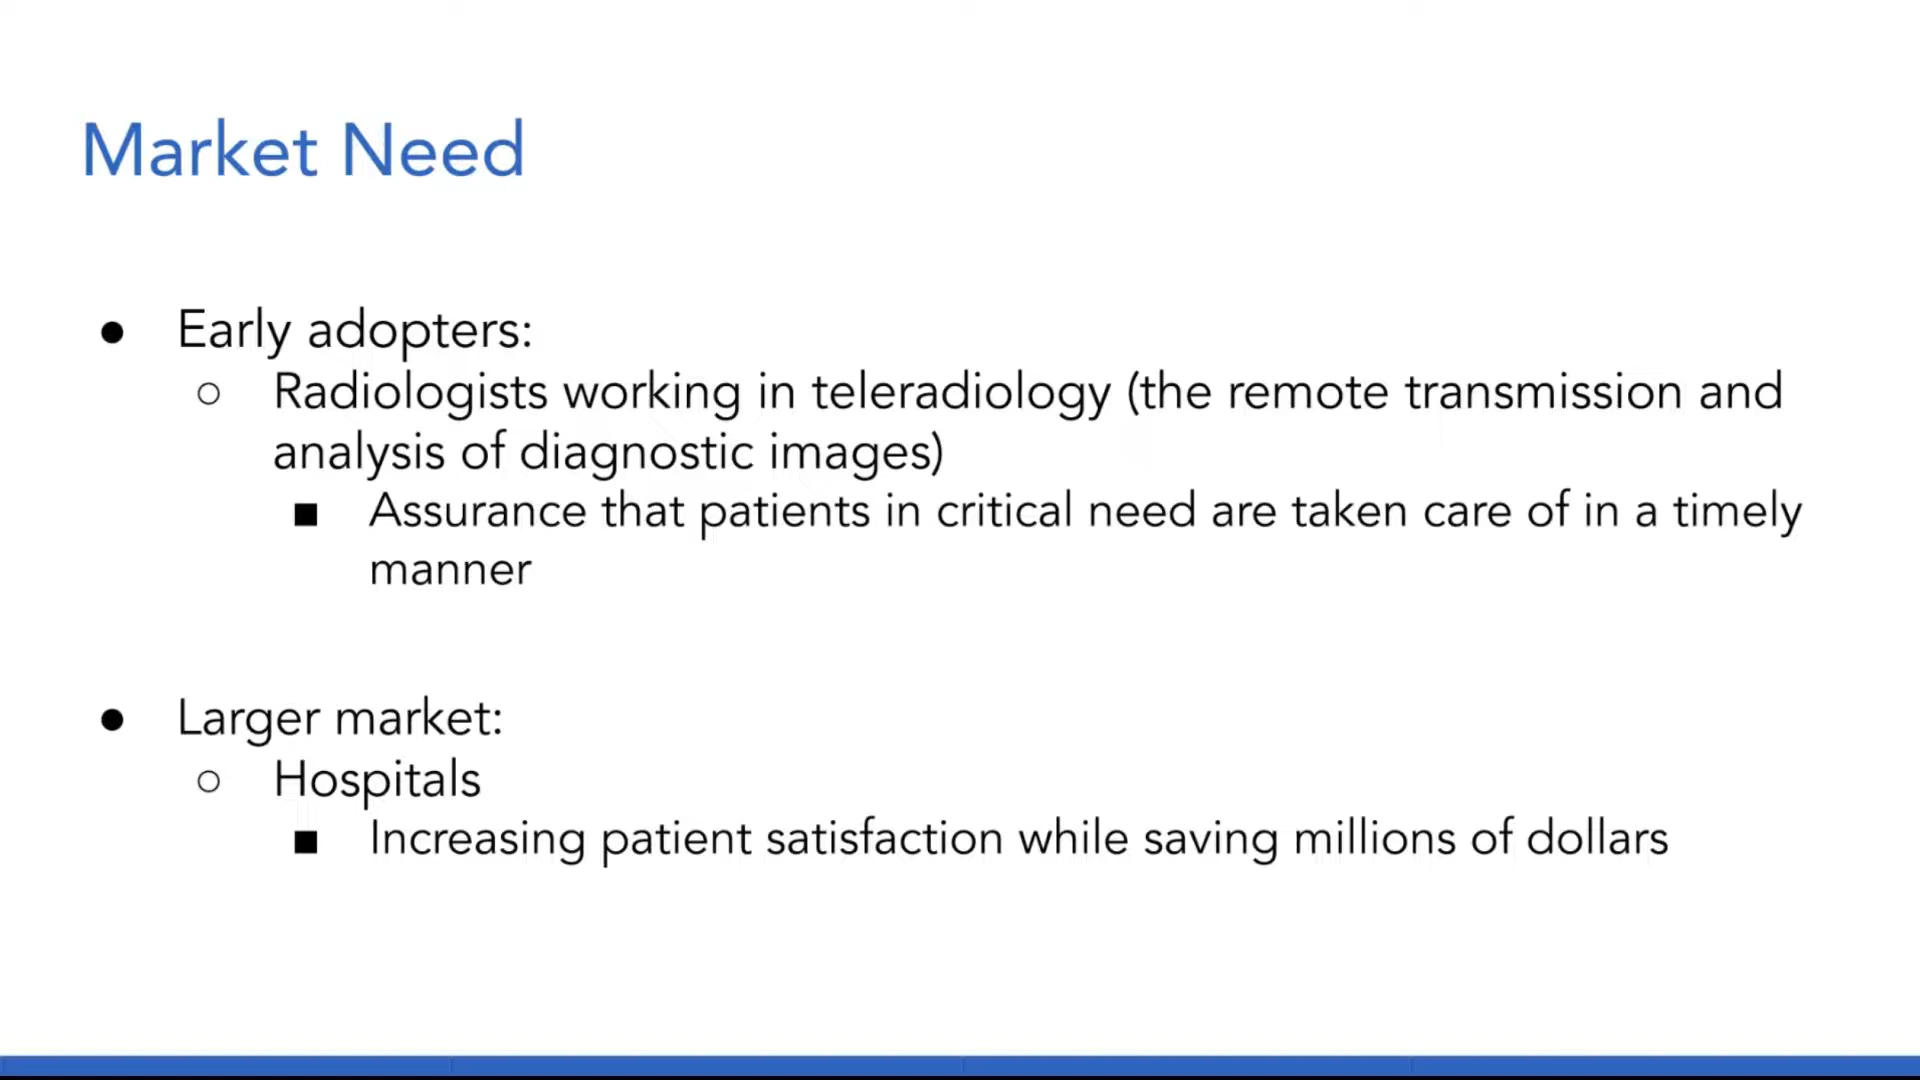 Market Need
● Early adopters:
○ Radiologists working in teleradiology (the remote transmission and
analysis of diagnostic images)
■ Assurance that patients in critical need are taken care of in a timely
manner
● Larger market:
○ Hospitals
■ Increasing patient satisfaction while saving millions of dollars